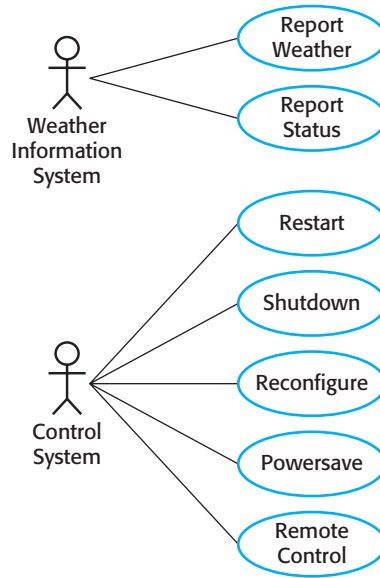 Report
Weather
Report
Status
Weather
Information
System
Restart
Shutdown
Reconfigure
Powersave
Remote
Control
Control
System